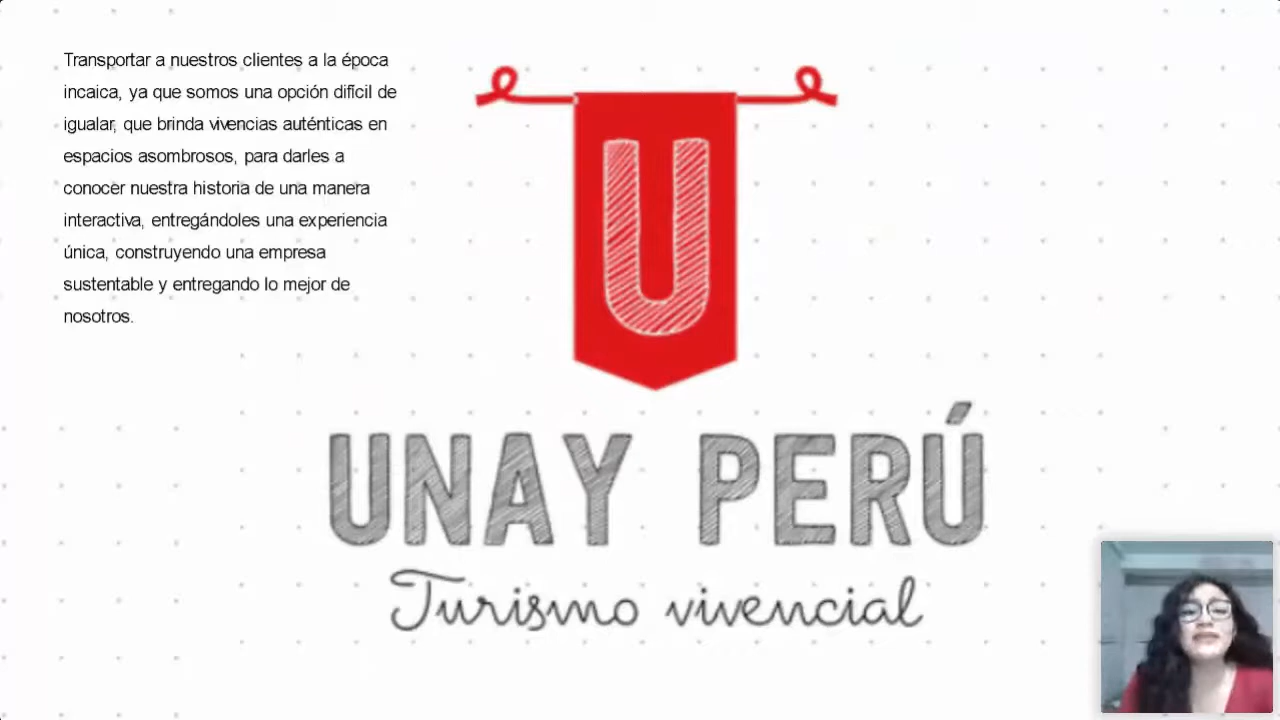 Transportar a nuestros clientes a la época
incaica, ya que somos una opción difícil de
igualar, que brinda vivencias auténticas en
espacios asombrosos, para darles a
conocer nuestra historia de una manera
interactiva, entregándoles una experiencia
única, construyendo una empresa
sustentable y entregando lo mejor de
nosotros.
U
UNAY PERÚ
Turismo vivencial